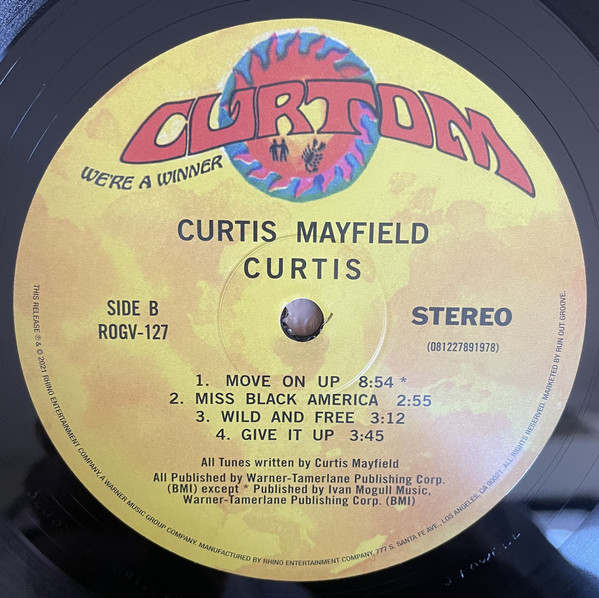 CURTOM
WE'RE A WINNER
CURTIS MAYFIELD
CURTIS
SIDE B
ROGV-127
STEREO
(081227891978)
1. MOVE ON UP 8:54 *
2. MISS BLACK AMERICA 2:55
3. WILD AND FREE 3:12
4. GIVE IT UP 3:45
All Tunes written by Curtis Mayfield
All Published by Warner-Tamerlane Publishing Corp.
(BMI) except * Published by Ivan Mogull Music,
Warner-Tamerlane Publishing Corp. (BMI)
THIS RELEASE ℗ & © 2021 RHINO ENTERTAINMENT COMPANY, A WARNER MUSIC GROUP COMPANY. MANUFACTURED BY RHINO ENTERTAINMENT COMPANY, 777 S. SANTA FE AVE., LOS ANGELES, CA 90021. ALL RIGHTS RESERVED. MARKETED BY RUN OUT GROOVE.